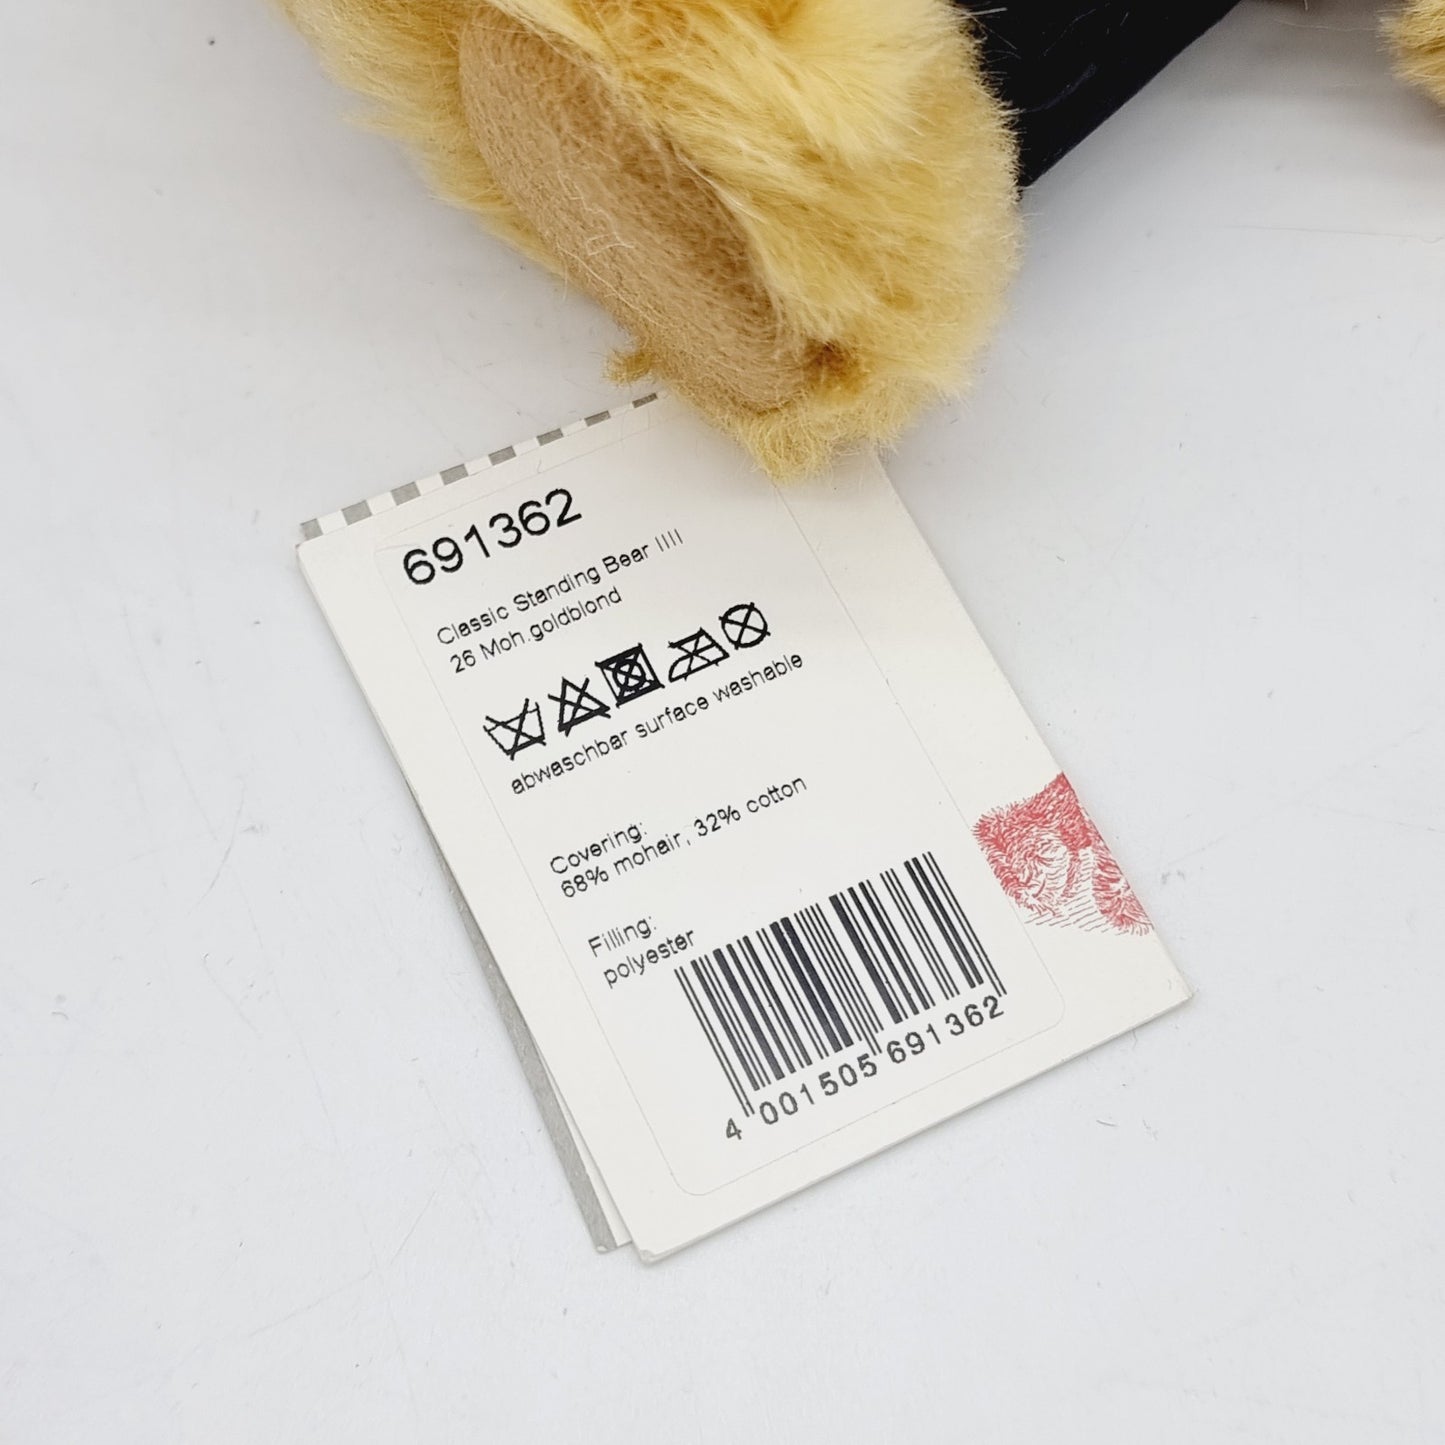 691362
Classic Standing Bear IIII
26 Moh.goldblond
abwaschbar surface washable
Covering:
68% mohair, 32% cotton
Filling:
polyester
4 001505 691362